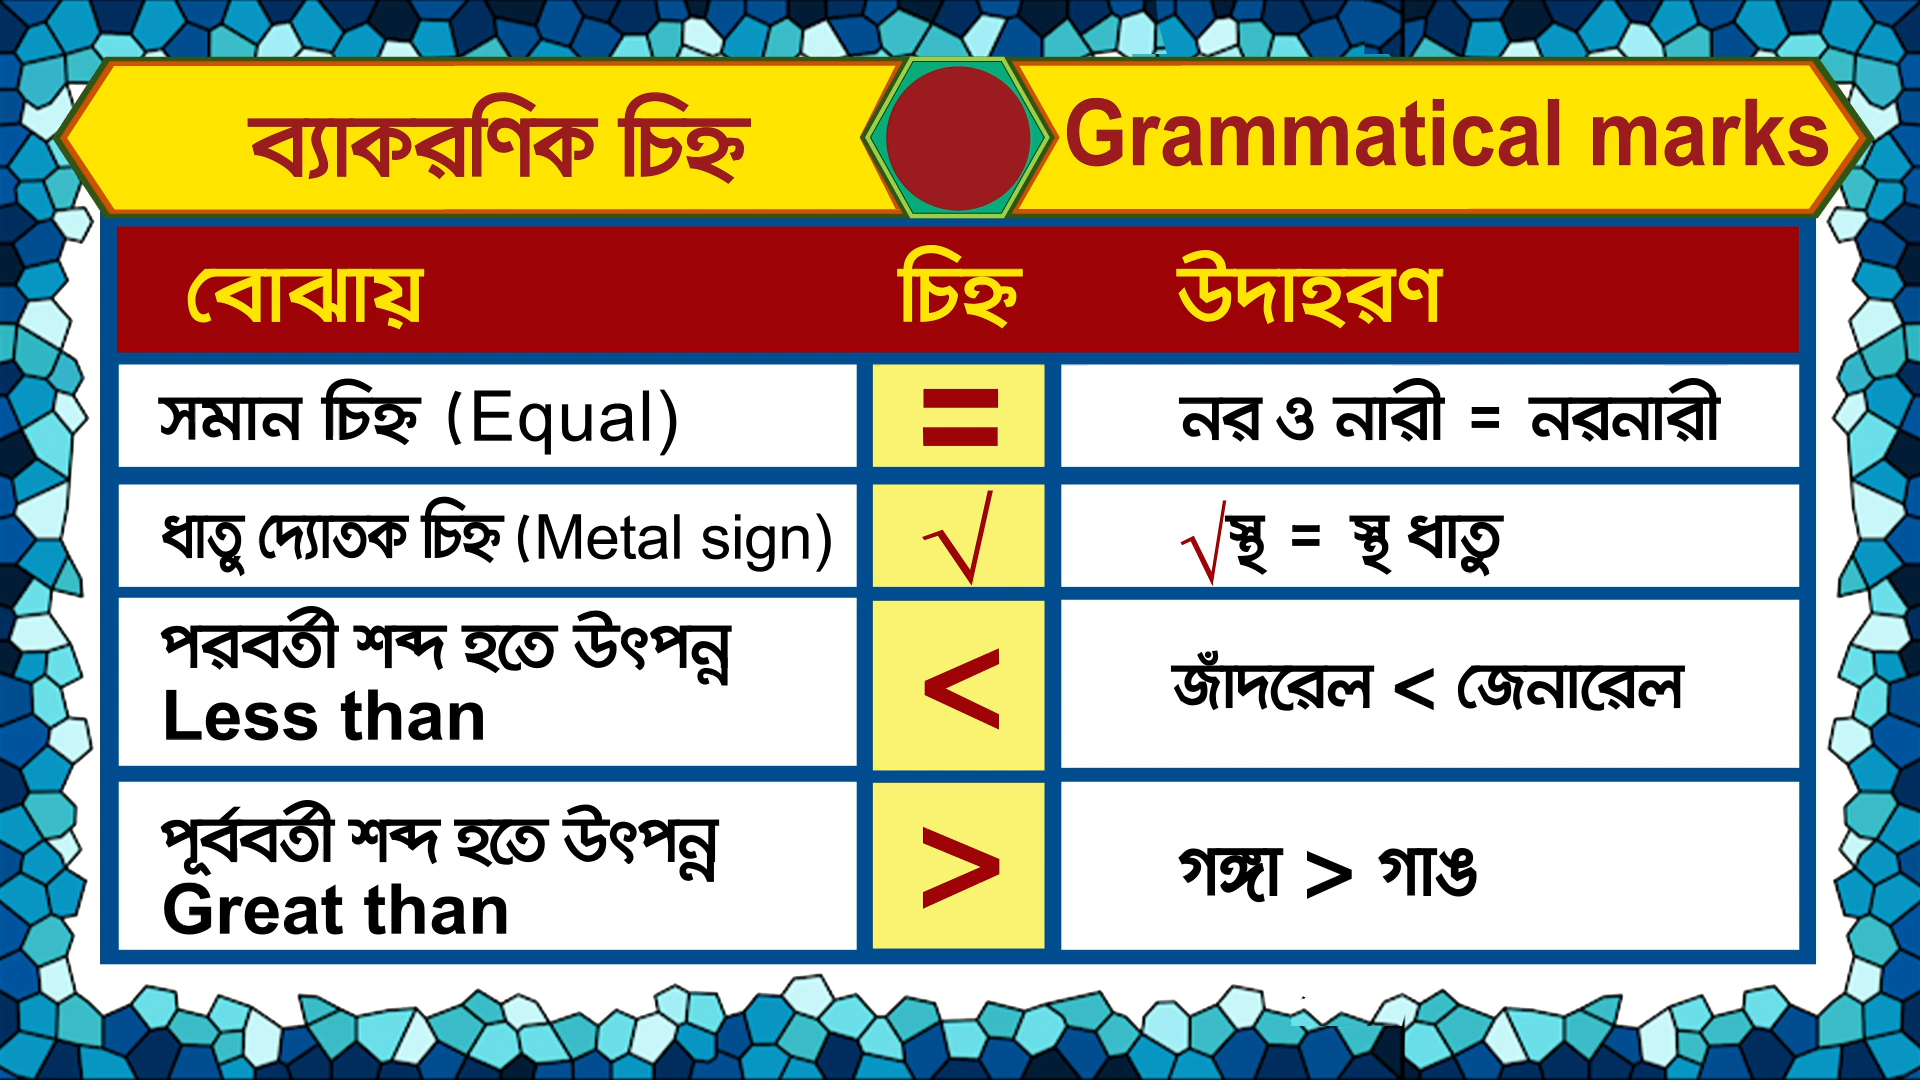 ব্যাকরণিক চিহ্ন Grammatical marks
বোঝায় চিহ্ন উদাহরণ
সমান চিহ্ন (Equal) = নর ও নারী = নরনারী
ধাতু দ্যোতক চিহ্ন (Metal sign) √ √স্থ = স্থ ধাতু
পরবর্তী শব্দ হতে উৎপন্ন
Less than < জাঁদরেল < জেনারেল
পূর্ববর্তী শব্দ হতে উৎপন্ন
Great than > গঙ্গা > গাঙ